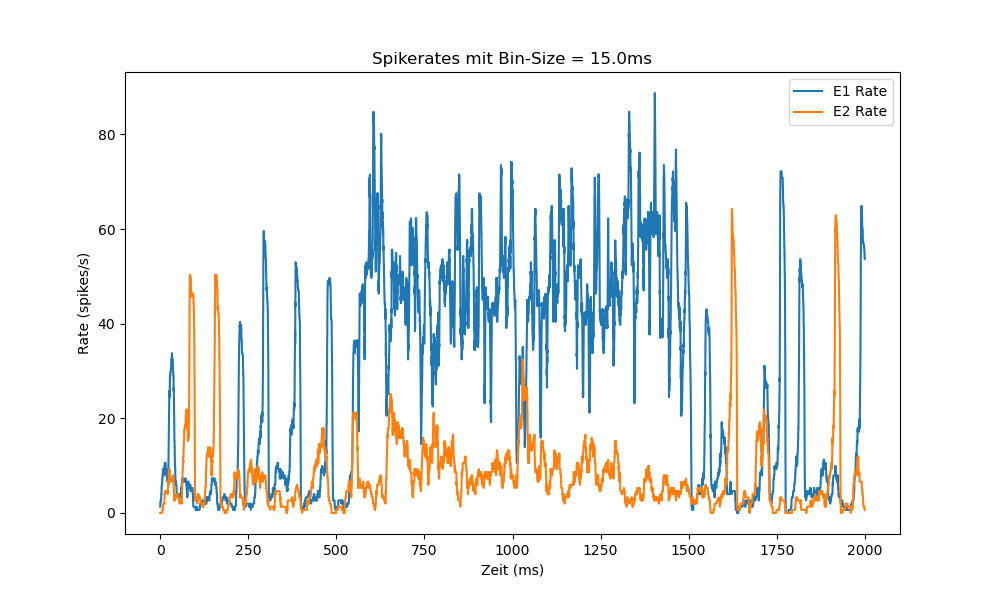 Spikerates mit Bin-Size = 15.0ms
E1 Rate
E2 Rate
Rate (spikes/s)
80
60
40
20
0
0 250 500 750 1000 1250 1500 1750 2000
Zeit (ms)